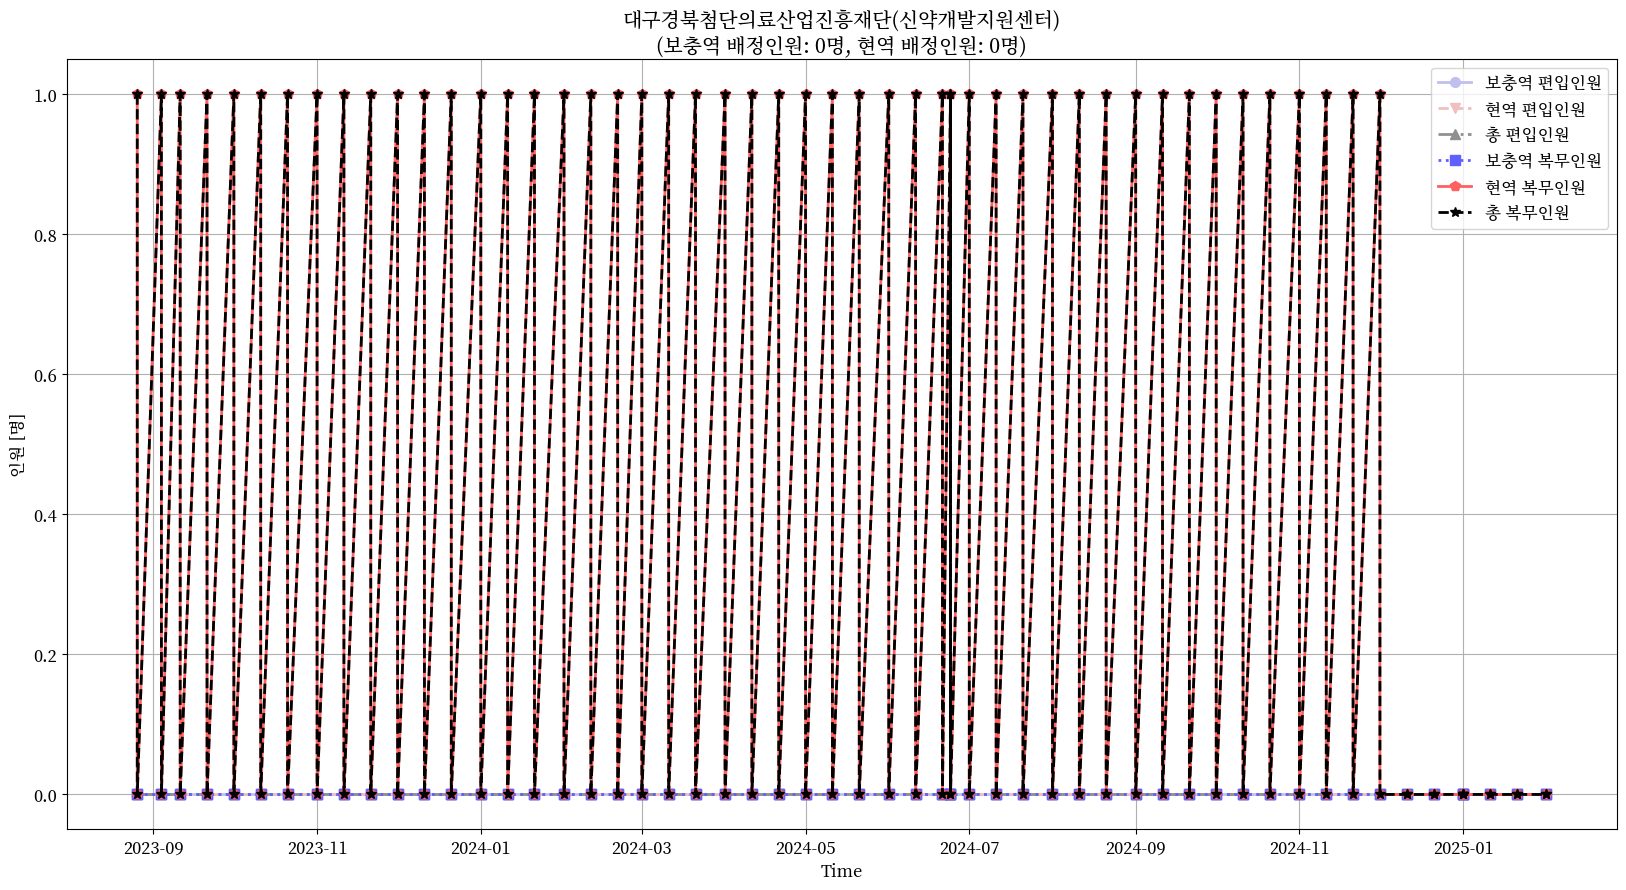 대구경북첨단의료산업진흥재단(신약개발지원센터)
(보충역 배정인원: 0명, 현역 배정인원: 0명)
보충역 편입인원
현역 편입인원
총 편입인원
보충역 복무인원
현역 복무인원
총 복무인원
인원 [명]
1.0
0.8
0.6
0.4
0.2
0.0
2023-09
2023-11
2024-01
2024-03
2024-05
2024-07
2024-09
2024-11
2025-01
Time